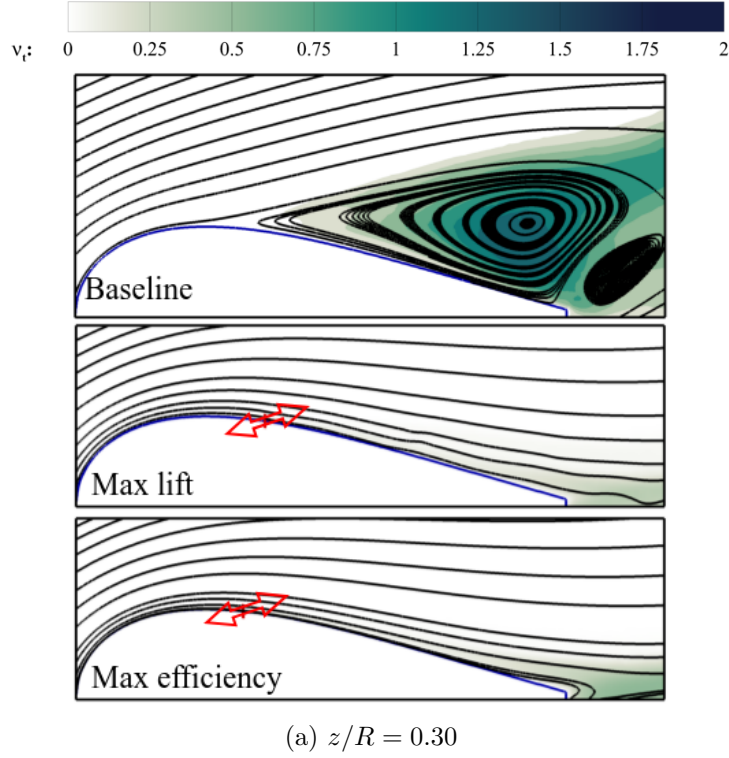 νₜ: 0 0.25 0.5 0.75 1 1.25 1.5 1.75 2
Baseline
Max lift
Max efficiency
(a) z/R = 0.30